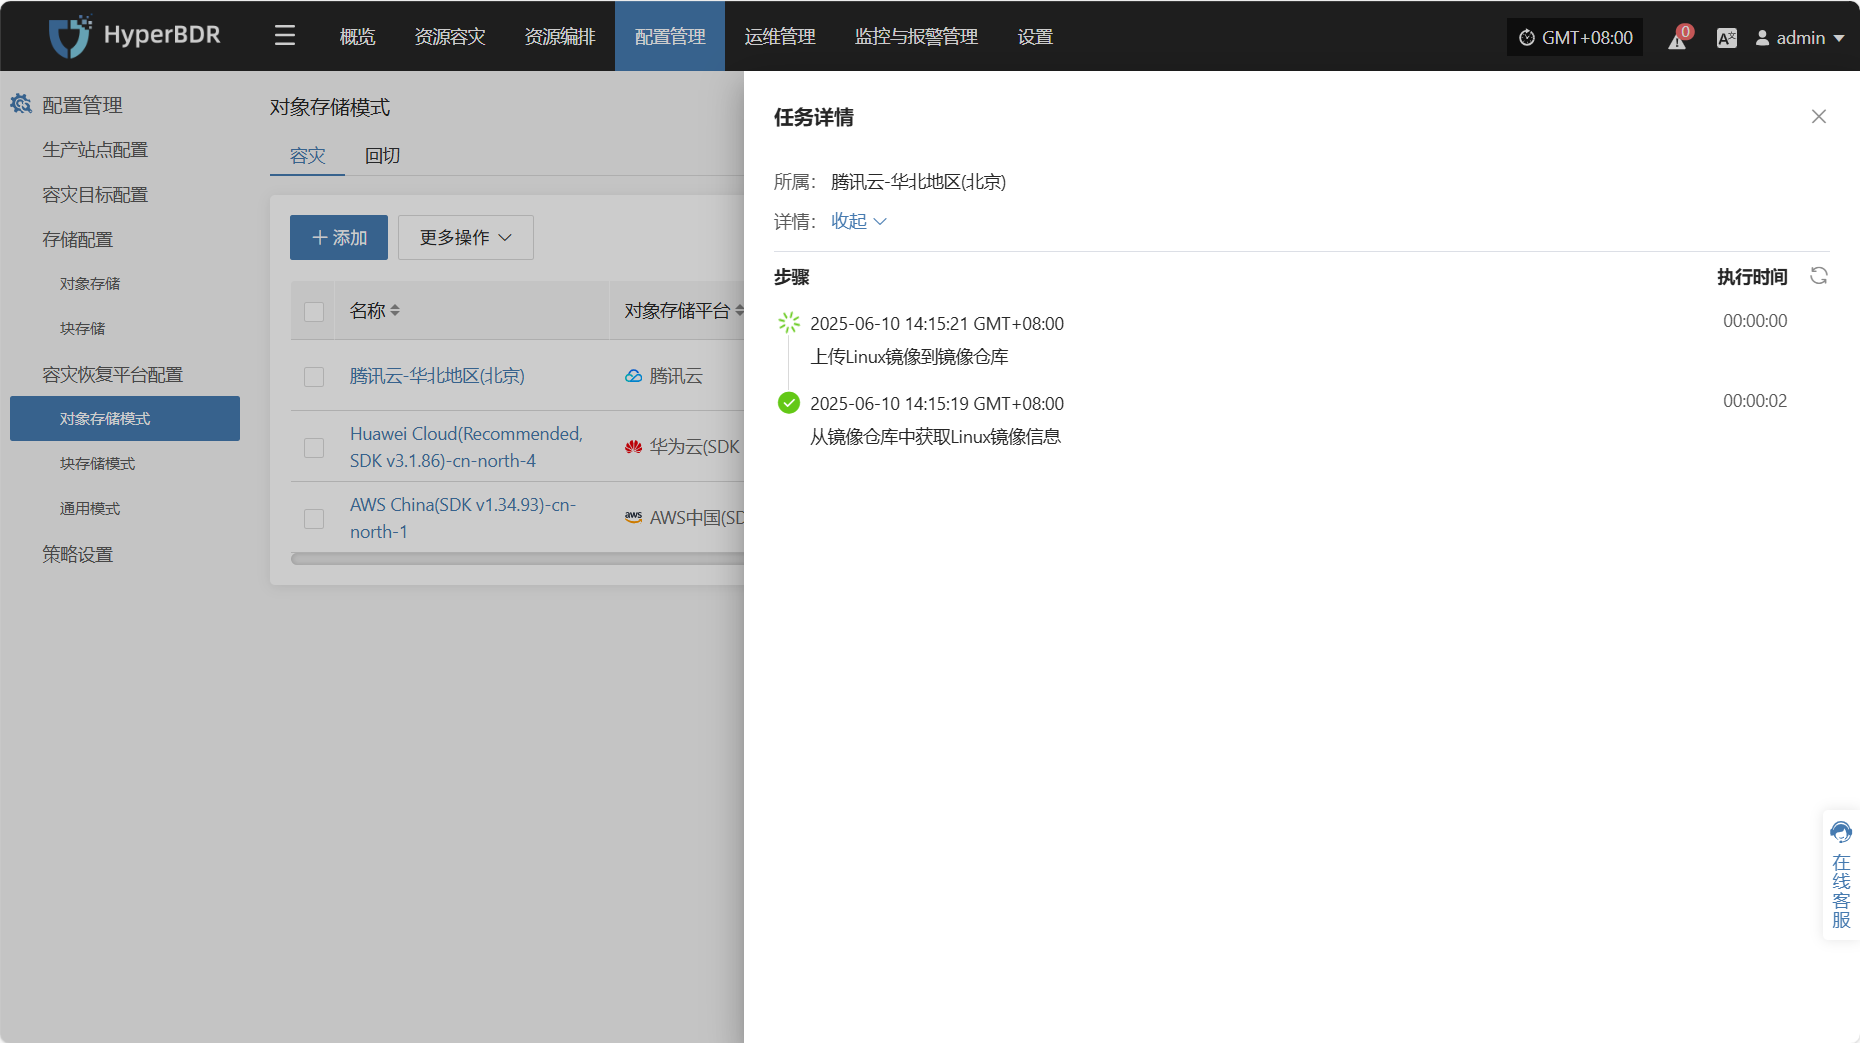 HyperBDR
概览
资源容灾
资源编排
配置管理
运维管理
监控与报警管理
设置
GMT+08:00
0
admin
配置管理
生产站点配置
容灾目标配置
存储配置
对象存储
块存储
容灾恢复平台配置
对象存储模式
块存储模式
通用模式
策略设置
对象存储模式
容灾
回切
添加
更多操作
名称
对象存储平台
腾讯云-华北地区(北京)
腾讯云
Huawei Cloud(Recommended,
SDK v3.1.86)-cn-north-4
华为云(SDK
AWS China(SDK v1.34.93)-cn-
north-1
aws
AWS中国(SD
任务详情
所属: 腾讯云-华北地区(北京)
详情: 收起
步骤
执行时间
2025-06-10 14:15:21 GMT+08:00
00:00:00
上传Linux镜像到镜像仓库
2025-06-10 14:15:19 GMT+08:00
00:00:02
从镜像仓库中获取Linux镜像信息
在线客服